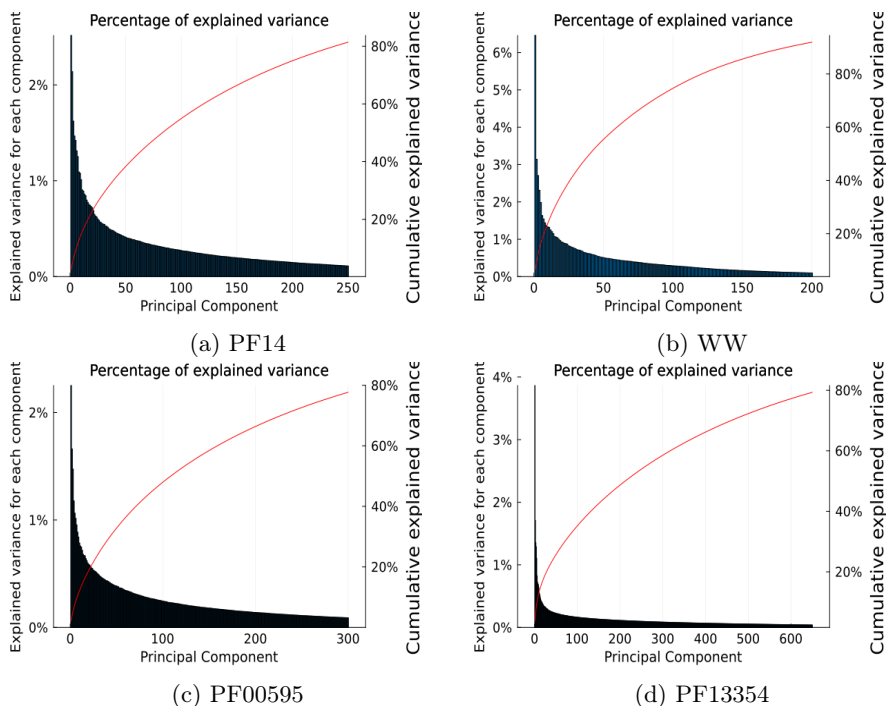 Percentage of explained variance
Explained variance for each component
2%
1%
0%
80%
60%
40%
20%
Cumulative explained variance
0 50 100 150 200 250
Principal Component
(a) PF14
Percentage of explained variance
Explained variance for each component
6%
5%
4%
3%
2%
1%
0%
80%
60%
40%
20%
Cumulative explained variance
0 50 100 150 200
Principal Component
(b) WW
Percentage of explained variance
Explained variance for each component
2%
1%
0%
80%
60%
40%
20%
Cumulative explained variance
0 100 200 300
Principal Component
(c) PF00595
Percentage of explained variance
Explained variance for each component
4%
3%
2%
1%
0%
80%
60%
40%
20%
Cumulative explained variance
0 100 200 300 400 500 600
Principal Component
(d) PF13354